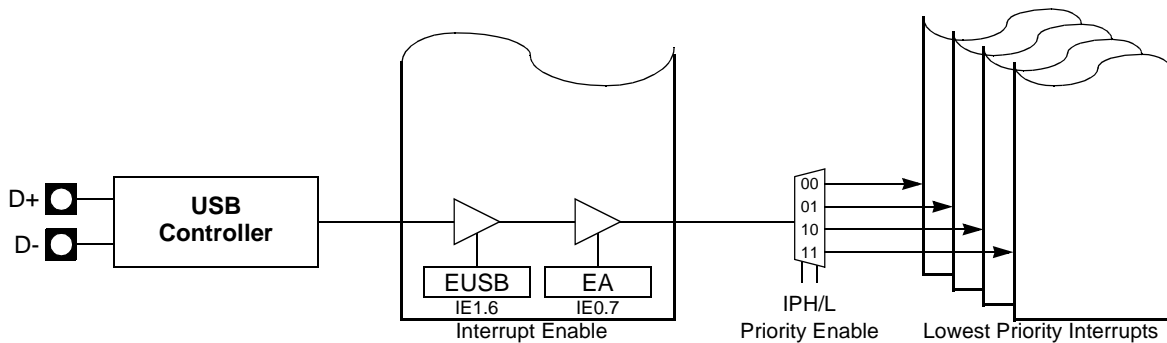 D+
D-
USB
Controller
EUSB
IE1.6
EA
IE0.7
Interrupt Enable
00
01
10
11
IPH/L
Priority Enable
Lowest Priority Interrupts